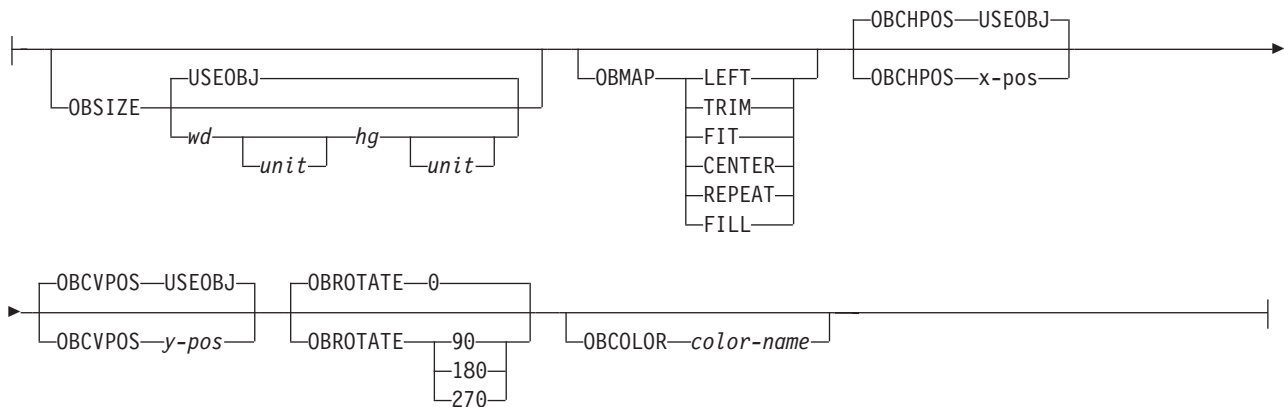 OBCHPOS USEOBJ
USEOBJ OBMAP LEFT OBCHPOS x-pos
OBSIZE TRIM
wd hg FIT
unit unit CENTER
REPEAT
FILL
OBCVPOS USEOBJ OBROTATE 0
OBCVPOS y-pos OBROTATE 90 OBCOLOR color-name
180
270